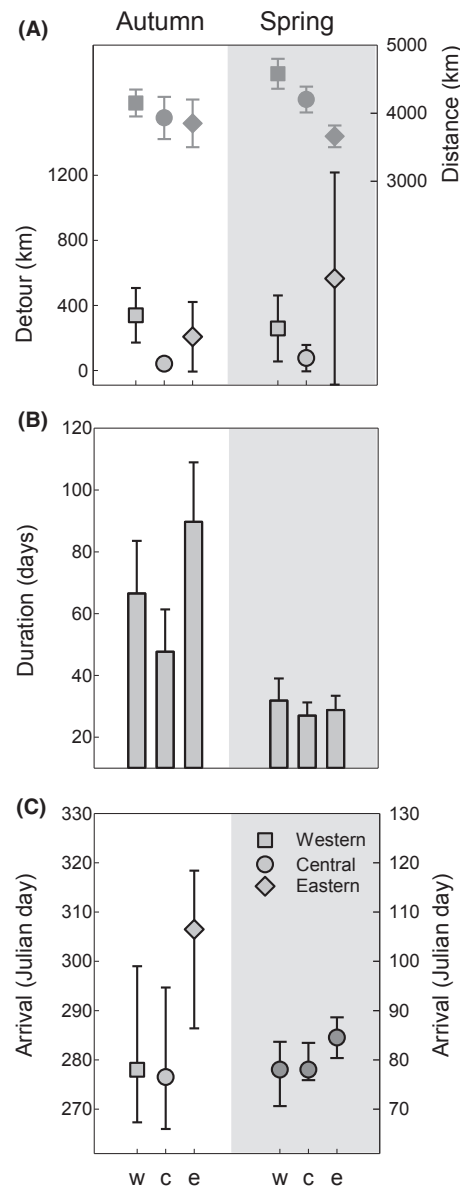 (A)
Autumn Spring
5000
4000
3000
Distance (km)
1200
800
400
0
Detour (km)
(B)
120
100
80
60
40
20
Duration (days)
(C)
330
320
310
300
290
280
270
Arrival (Julian day)
Western
Central
Eastern
130
120
110
100
90
80
70
Arrival (Julian day)
w c e w c e